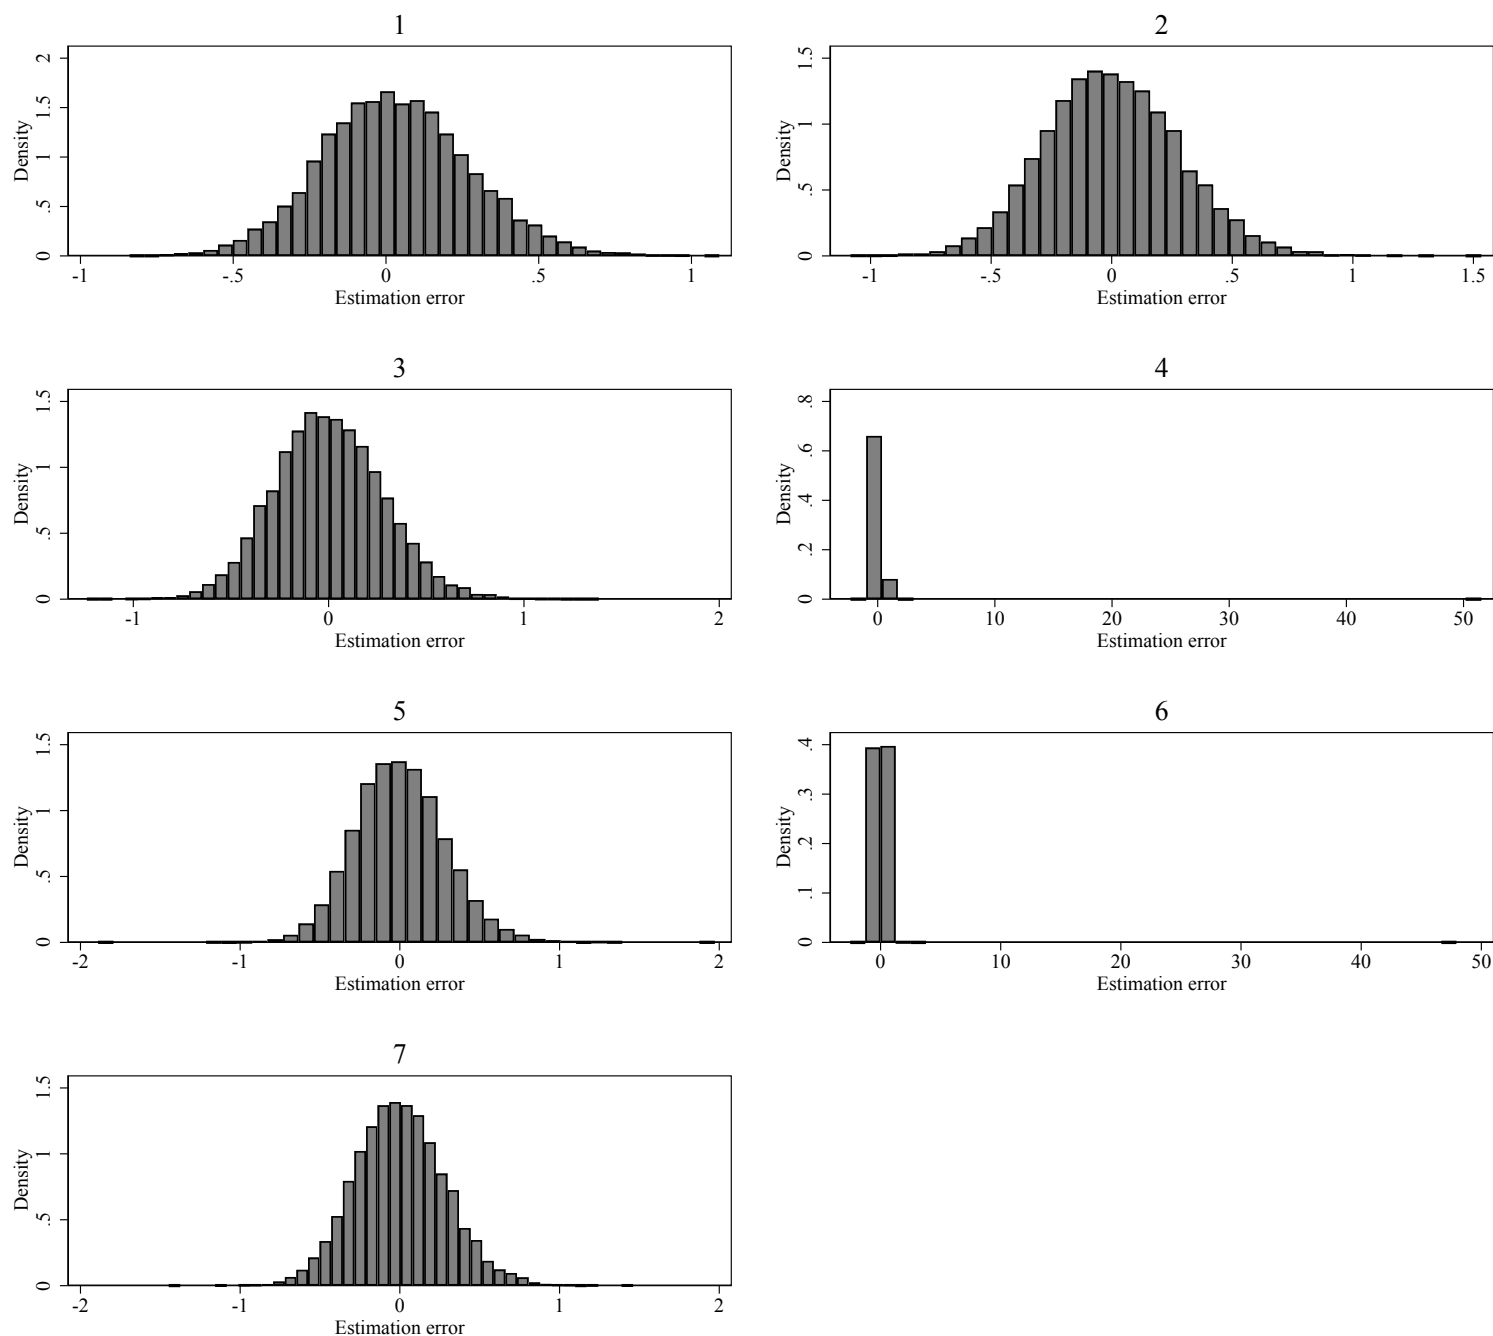 1
2
Density
0 .5 1 1.5 2
-1 -.5 0 .5 1
Estimation error
Density
0 .5 1 1.5
-1 -.5 0 .5 1 1.5
Estimation error
3
4
Density
0 .5 1 1.5
-1 0 1 2
Estimation error
Density
0 .2 .4 .6 .8
0 10 20 30 40 50
Estimation error
5
6
Density
0 .5 1 1.5
-2 -1 0 1 2
Estimation error
Density
0 .1 .2 .3 .4
0 10 20 30 40 50
Estimation error
7
Density
0 .5 1 1.5
-2 -1 0 1 2
Estimation error